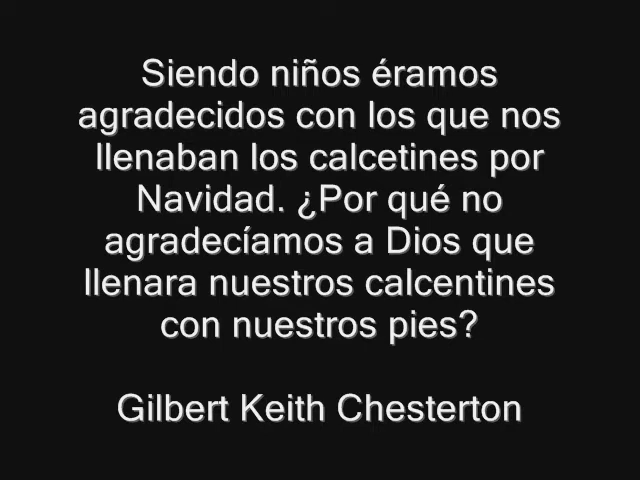 Siendo niños éramos
agradecidos con los que nos
llenaban los calcetines por
Navidad. ¿Por qué no
agradecíamos a Dios que
llenara nuestros calcentines
con nuestros pies?
Gilbert Keith Chesterton